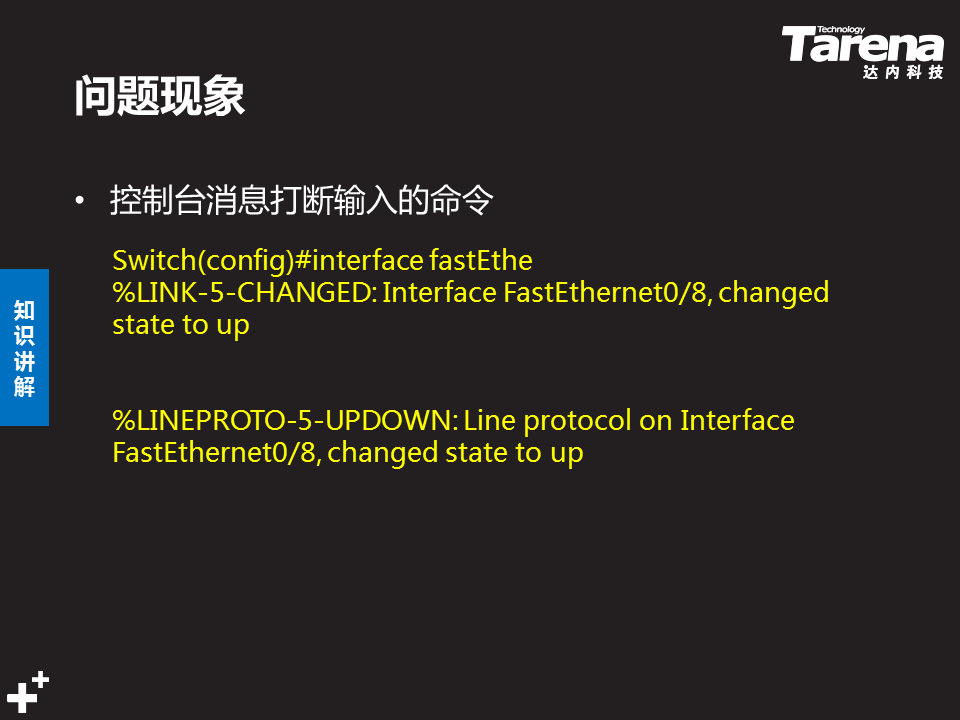 Technology
Tarena
达内科技
问题现象
• 控制台消息打断输入的命令
Switch(config)#interface fastEthe
%LINK-5-CHANGED: Interface FastEthernet0/8, changed
state to up
%LINEPROTO-5-UPDOWN: Line protocol on Interface
FastEthernet0/8, changed state to up
知
识
讲
解